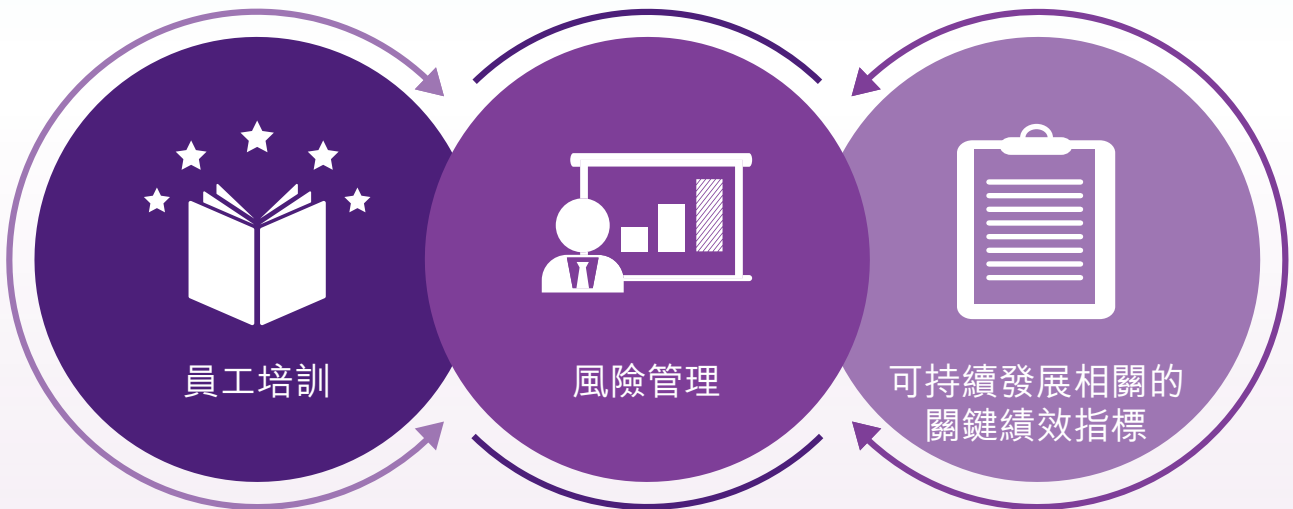 員工培訓
風險管理
可持續發展相關的
關鍵績效指標